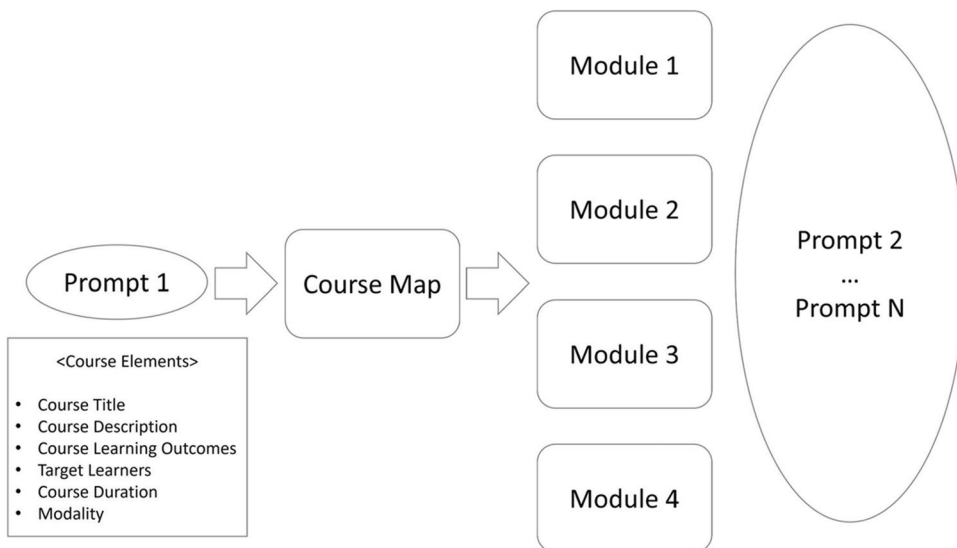 Prompt 1
<Course Elements>
• Course Title
• Course Description
• Course Learning Outcomes
• Target Learners
• Course Duration
• Modality
Course Map
Module 1
Module 2
Module 3
Module 4
Prompt 2
...
Prompt N